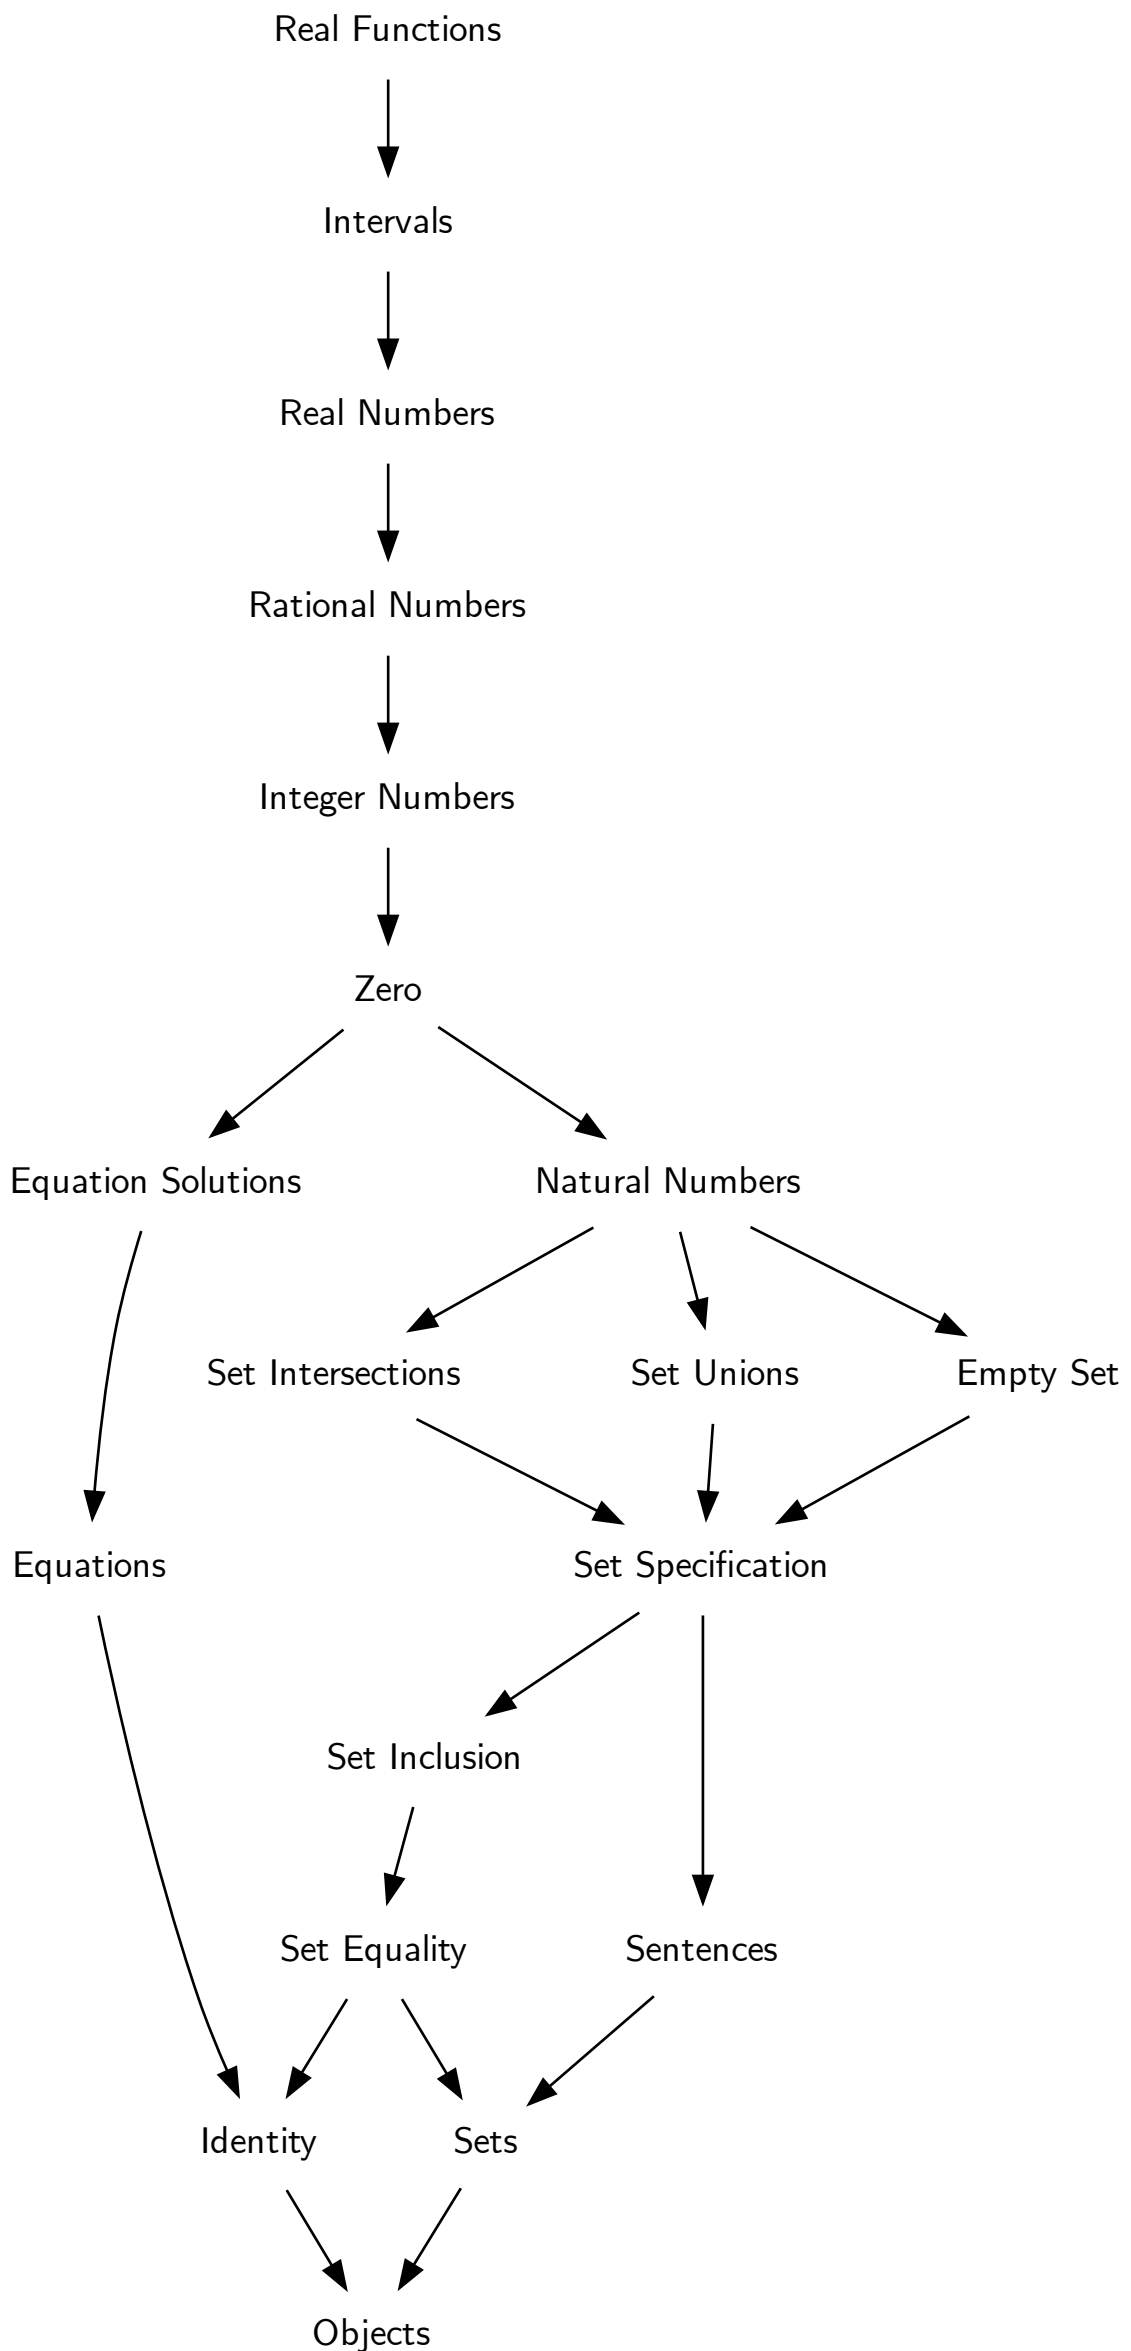 Real Functions
Intervals
Real Numbers
Rational Numbers
Integer Numbers
Zero
Equation Solutions
Natural Numbers
Set Intersections
Set Unions
Empty Set
Equations
Set Specification
Set Inclusion
Set Equality
Sentences
Identity
Sets
Objects